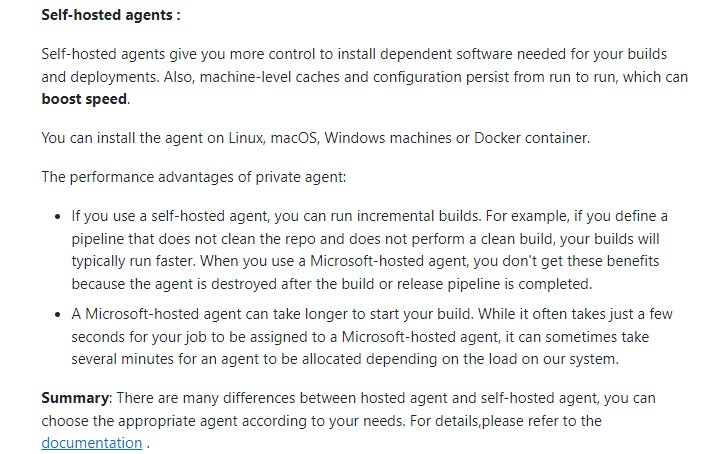 Self-hosted agents :
Self-hosted agents give you more control to install dependent software needed for your builds
and deployments. Also, machine-level caches and configuration persist from run to run, which can
boost speed.
You can install the agent on Linux, macOS, Windows machines or Docker container.
The performance advantages of private agent:
• If you use a self-hosted agent, you can run incremental builds. For example, if you define a
pipeline that does not clean the repo and does not perform a clean build, your builds will
typically run faster. When you use a Microsoft-hosted agent, you don't get these benefits
because the agent is destroyed after the build or release pipeline is completed.
• A Microsoft-hosted agent can take longer to start your build. While it often takes just a few
seconds for your job to be assigned to a Microsoft-hosted agent, it can sometimes take
several minutes for an agent to be allocated depending on the load on our system.
Summary: There are many differences between hosted agent and self-hosted agent, you can
choose the appropriate agent according to your needs. For details,please refer to the
documentation .